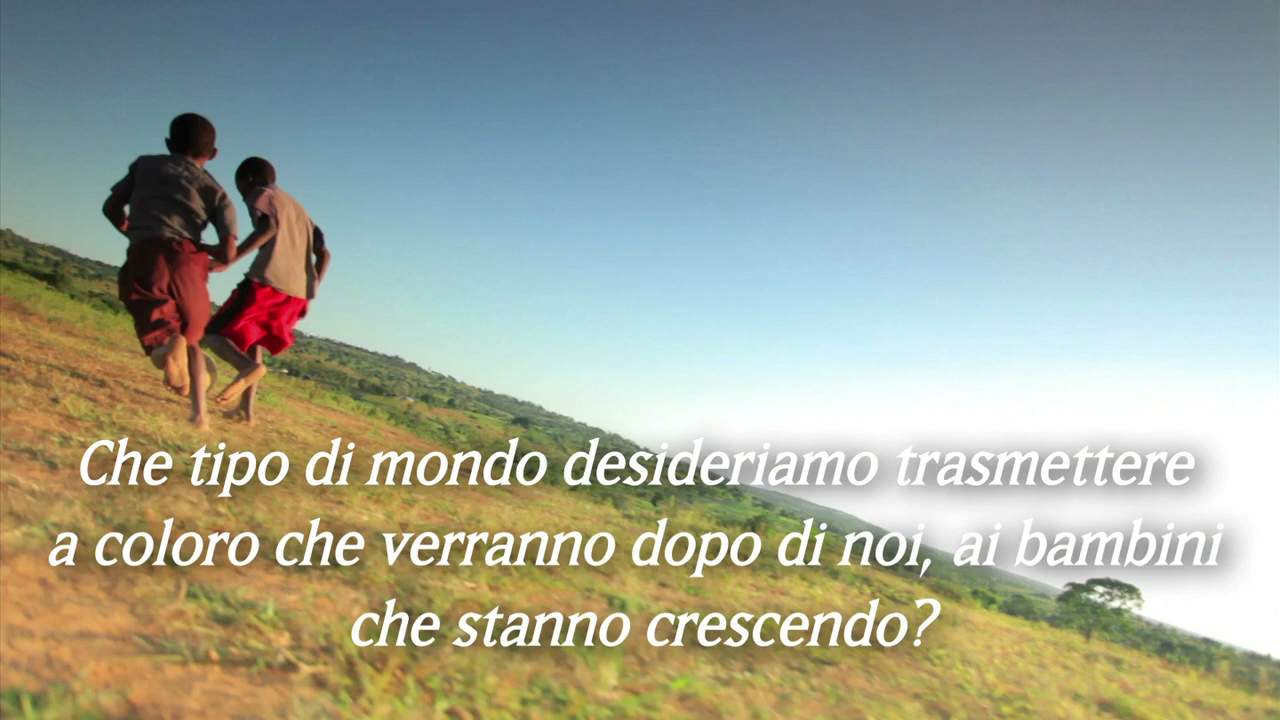 Che tipo di mondo desideriamo trasmettere
a coloro che verranno dopo di noi, ai bambini
che stanno crescendo?